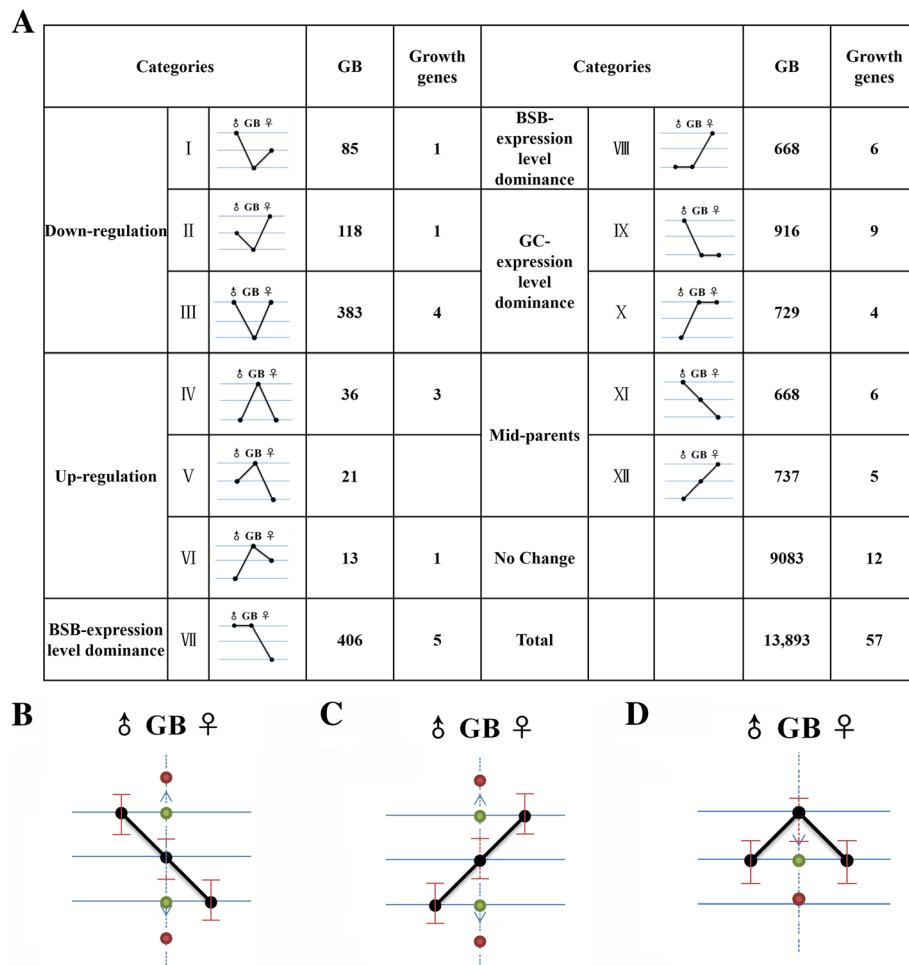 A
Categories GB Growth genes Categories GB Growth genes
Down-regulation Ⅰ ♂ GB ♀ 85 1 BSB-expression level dominance Ⅷ ♂ GB ♀ 668 6
Ⅱ ♂ GB ♀ 118 1 GC-expression level dominance Ⅸ ♂ GB ♀ 916 9
Ⅲ ♂ GB ♀ 383 4 Ⅹ ♂ GB ♀ 729 4
Up-regulation Ⅳ ♂ GB ♀ 36 3 Mid-parents Ⅺ ♂ GB ♀ 668 6
Ⅴ ♂ GB ♀ 21 Ⅻ ♂ GB ♀ 737 5
Ⅵ ♂ GB ♀ 13 1 No Change 9083 12
BSB-expression level dominance Ⅶ ♂ GB ♀ 406 5 Total 13,893 57
B
♂ GB ♀
C
♂ GB ♀
D
♂ GB ♀